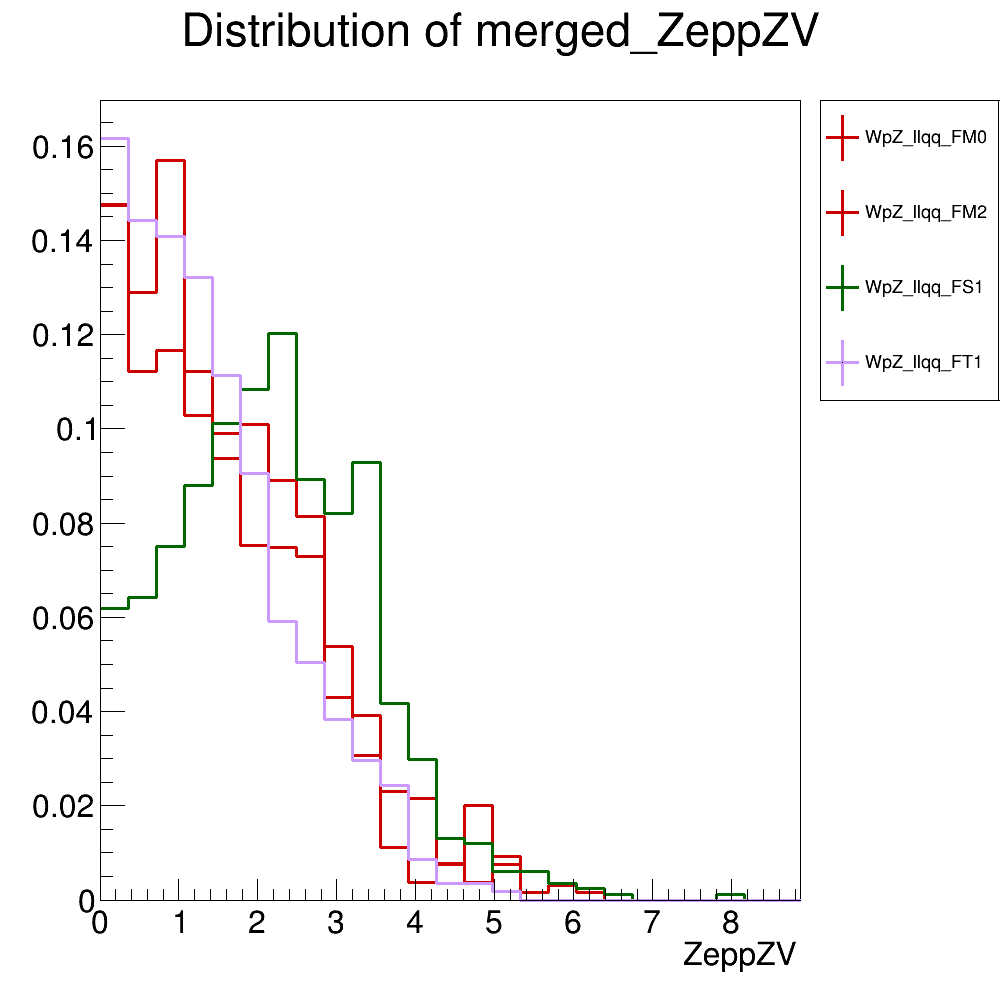 Distribution of merged_ZeppZV
0.16
0.14
0.12
0.1
0.08
0.06
0.04
0.02
0
0 1 2 3 4 5 6 7 8
ZeppZV
WpZ_llqq_FM0
WpZ_llqq_FM2
WpZ_llqq_FS1
WpZ_llqq_FT1